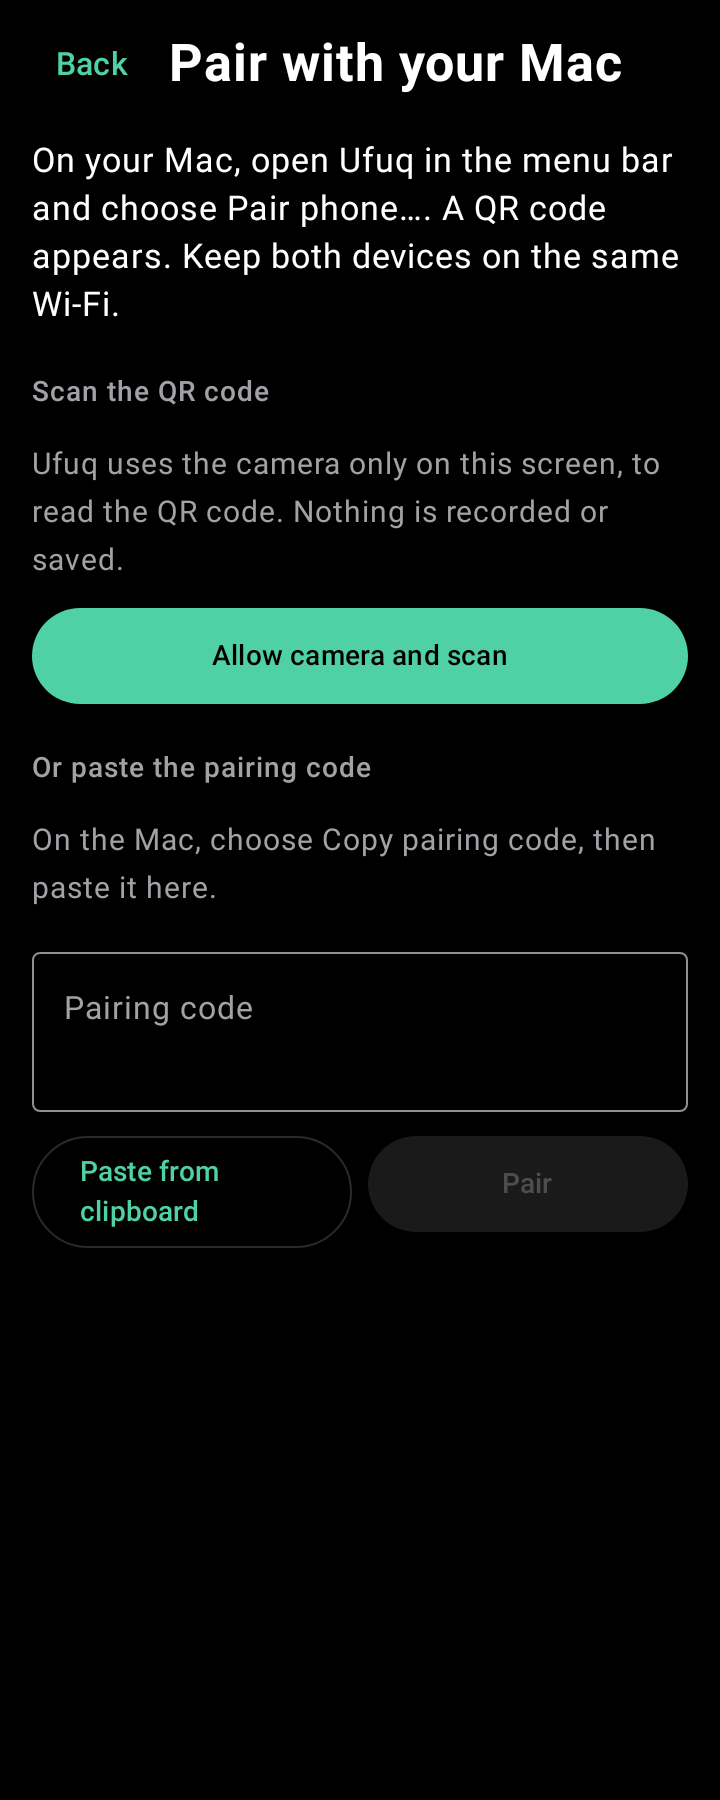 Back
Pair with your Mac
On your Mac, open Ufuq in the menu bar
and choose Pair phone…. A QR code
appears. Keep both devices on the same
Wi-Fi.
Scan the QR code
Ufuq uses the camera only on this screen, to
read the QR code. Nothing is recorded or
saved.
Allow camera and scan
Or paste the pairing code
On the Mac, choose Copy pairing code, then
paste it here.
Pairing code
Paste from
clipboard
Pair